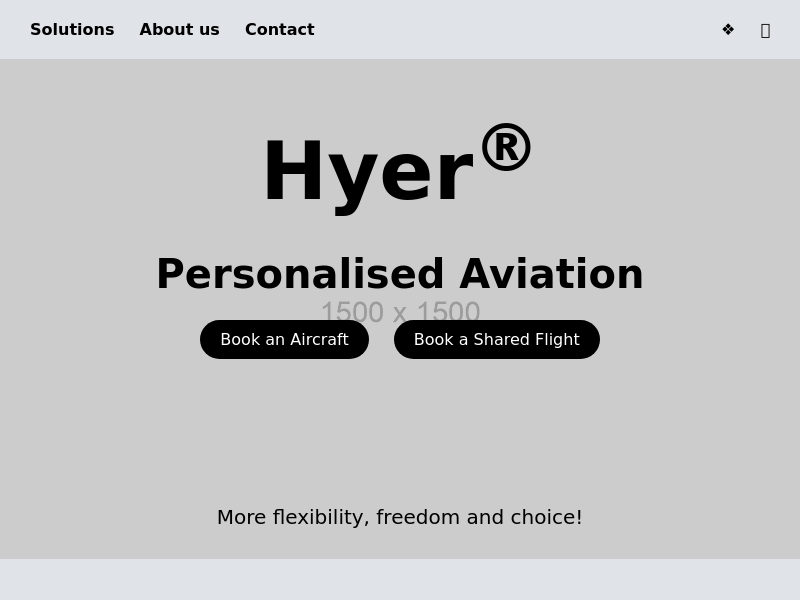 Solutions About us Contact ❖
Hyer®
Personalised Aviation
1500 x 1500
Book an Aircraft Book a Shared Flight
More flexibility, freedom and choice!